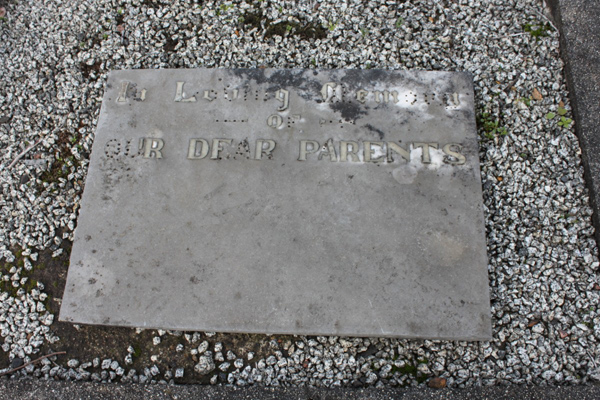 In Loving Memory
OF
OUR DEAR PARENTS